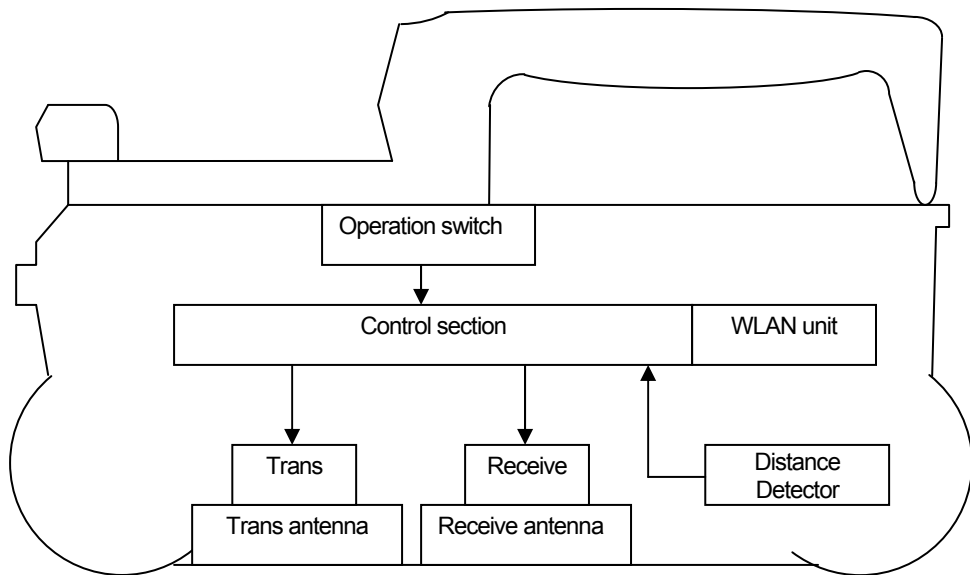 Operation switch
Control section
WLAN unit
Trans
Receive
Distance
Detector
Trans antenna
Receive antenna